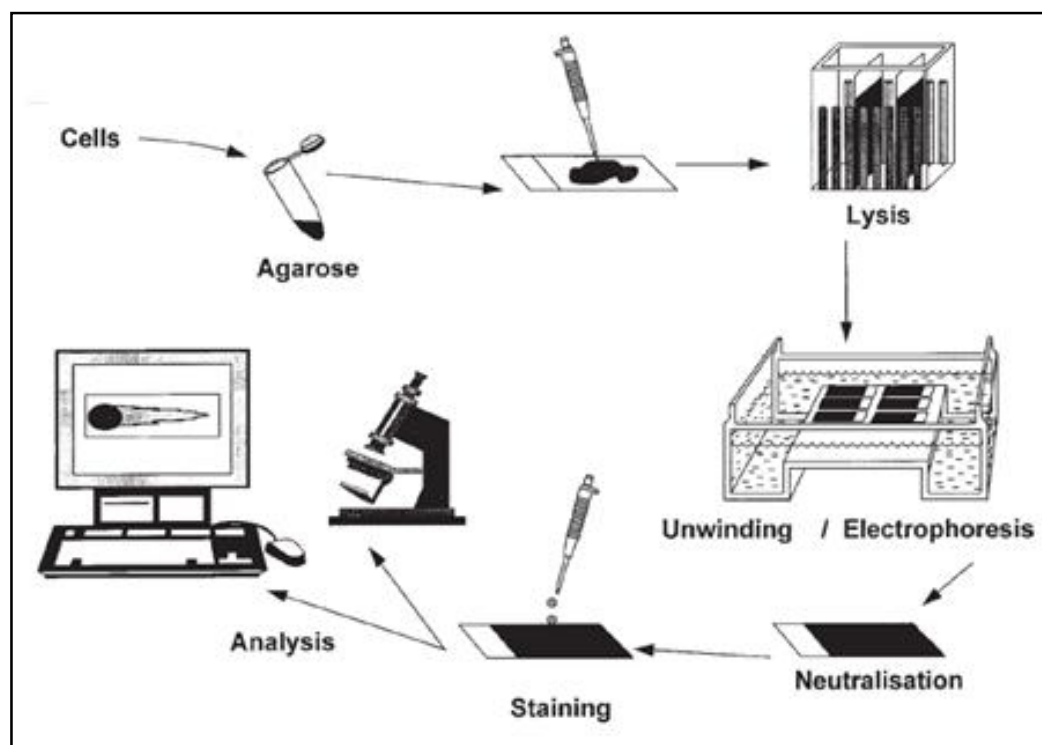 Cells
Agarose
Lysis
Unwinding / Electrophoresis
Neutralisation
Staining
Analysis